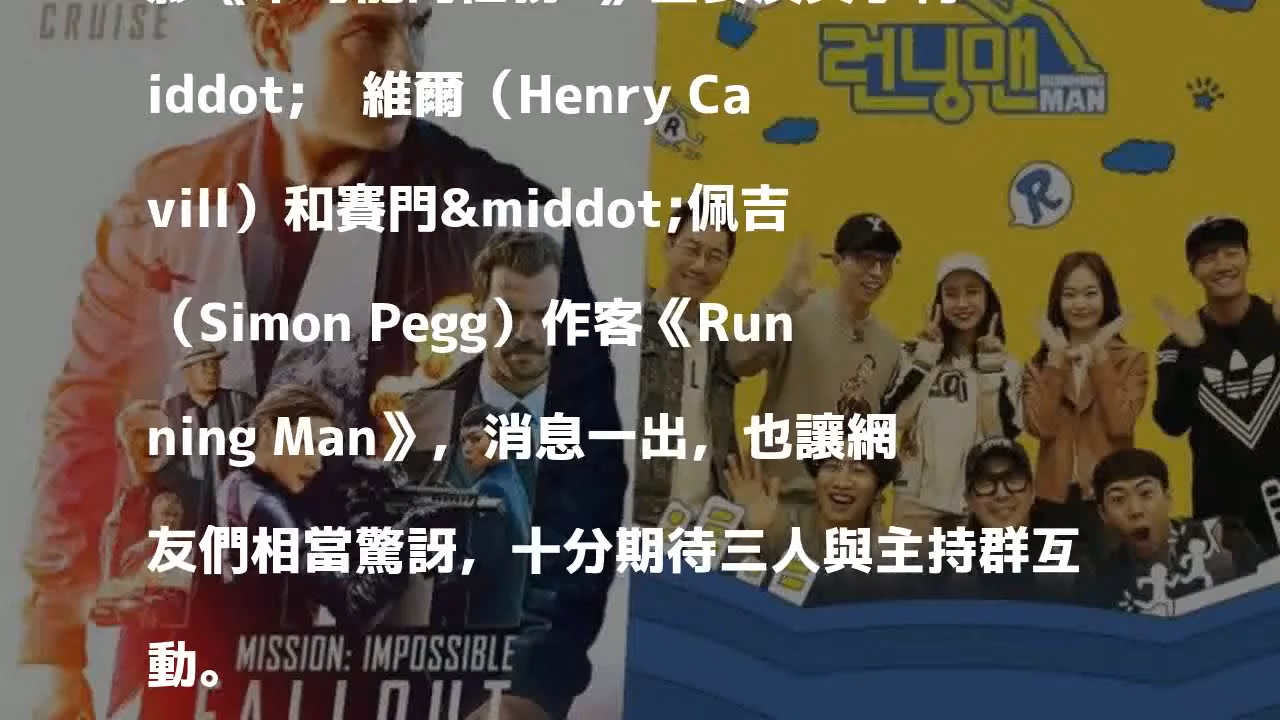 CRUISE
iddot; 維爾（Henry Ca
vill）和賽門&middot;佩吉
（Simon Pegg）作客《Run
ning Man》，消息一出，也讓網
友們相當驚訝，十分期待三人與主持群互
動。
MISSION: IMPOSSIBLE
FALLOUT
런닝맨
RUNNING
MAN
R
R
Y
L